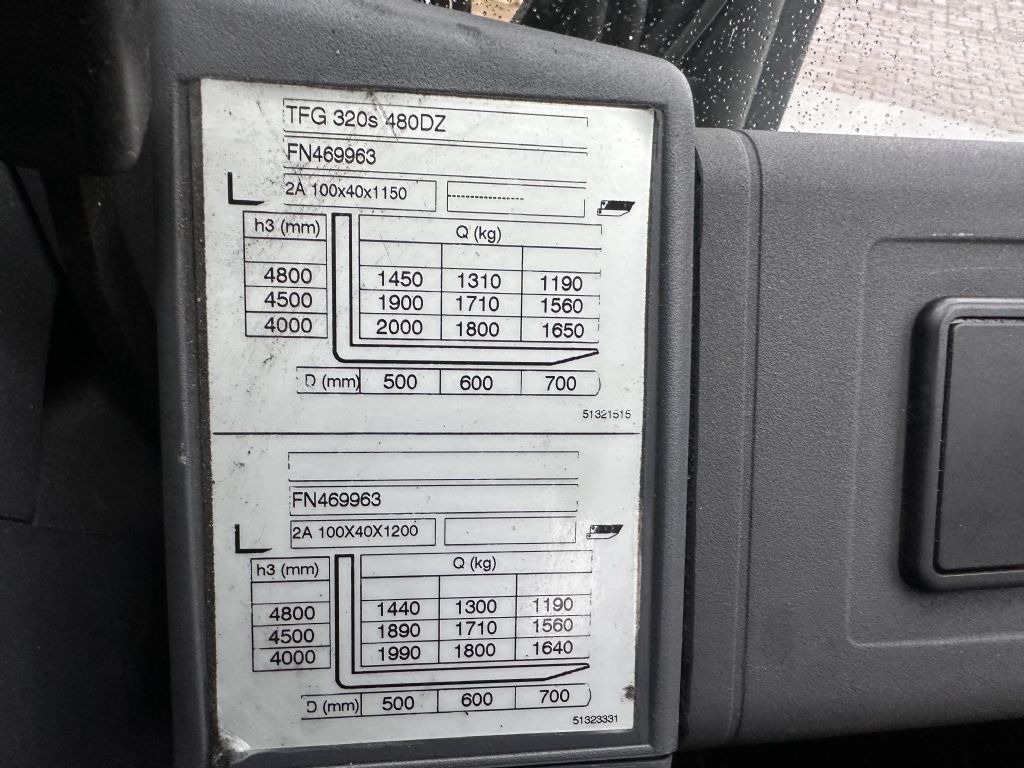 TFG 320s 480DZ
FN469963
2A 100x40x1150
h3 (mm) Q (kg)
4800 1450 1310 1190
4500 1900 1710 1560
4000 2000 1800 1650
D (mm) 500 600 700
51321515
FN469963
2A 100X40X1200
h3 (mm) Q (kg)
4800 1440 1300 1190
4500 1890 1710 1560
4000 1990 1800 1640
D (mm) 500 600 700
51323331